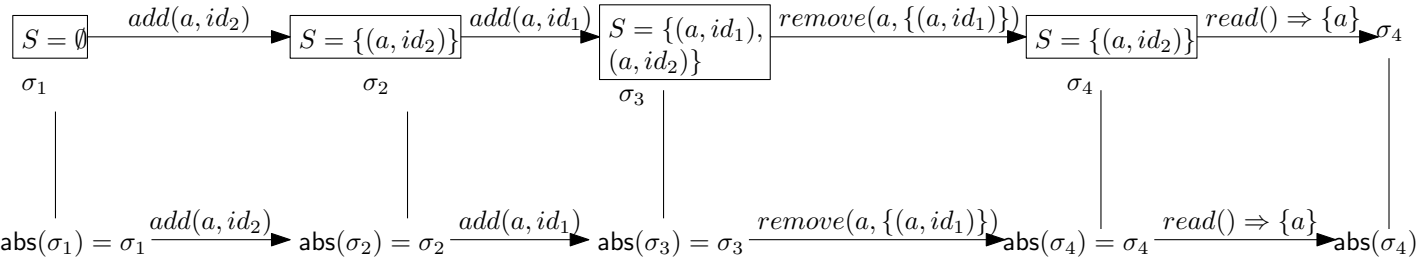 S = ∅
add(a, id₂)
S = {(a, id₂)}
add(a, id₁)
S = {(a, id₁),
(a, id₂)}
remove(a, {(a, id₁)})
S = {(a, id₂)}
read() ⇒ {a}
σ₄
σ₁
σ₂
σ₃
σ₄
abs(σ₁) = σ₁
add(a, id₂)
abs(σ₂) = σ₂
add(a, id₁)
abs(σ₃) = σ₃
remove(a, {(a, id₁)})
abs(σ₄) = σ₄
read() ⇒ {a}
abs(σ₄)